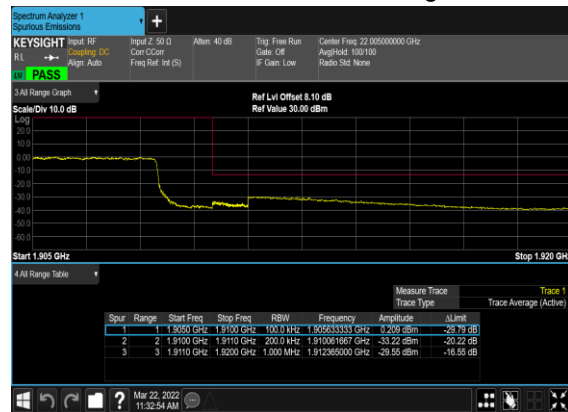 Spectrum Analyzer 1
Spurious Emissions
KEYSIGHT Input: RF Input Z: 50 Ω Atten: 40 dB Trig: Free Run Center Freq: 22.005000000 GHz
RL Coupling: DC Corr CCorr Gate: Off Avg|Hold: 100/100
Align: Auto Freq Ref: Int (S) IF Gain: Low Radio Std: None
PASS
3 All Range Graph
Ref Lvl Offset 8.10 dB
Scale/Div 10.0 dB Ref Value 30.00 dBm
Log
20.0
10.0
0.00
-10.0
-20.0
-30.0
-40.0
-50.0
-60.0
Start 1.905 GHz Stop 1.920 GH
4 All Range Table
Measure Trace Trace 1
Trace Type Trace Average (Active)
Spur Range Start Freq Stop Freq RBW Frequency Amplitude ΔLimit
1 1 1.9050 GHz 1.9100 GHz 100.0 kHz 1.905633333 GHz 0.209 dBm -29.79 dB
2 2 1.9100 GHz 1.9110 GHz 200.0 kHz 1.910061667 GHz -33.22 dBm -20.22 dB
3 3 1.9110 GHz 1.9200 GHz 1.000 MHz 1.912365000 GHz -29.55 dBm -16.55 dB
Mar 22, 2022
11:32:54 AM